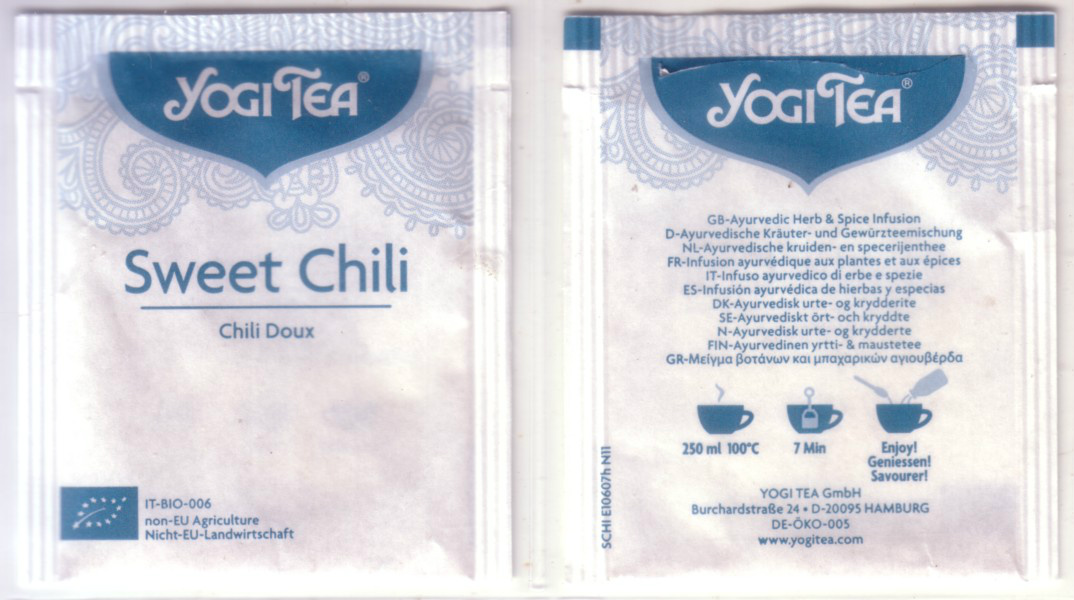 YOGI TEA®
Sweet Chili
Chili Doux
IT-BIO-006
non-EU Agriculture
Nicht-EU-Landwirtschaft
YOGI TEA®
GB-Ayurvedic Herb & Spice Infusion
D-Ayurvedische Kräuter- und Gewürzteemischung
NL-Ayurvedische kruiden- en specerijenthee
FR-Infusion ayurvédique aux plantes et aux épices
IT-Infuso ayurvedico di erbe e spezie
ES-Infusión ayurvédica de hierbas y especias
DK-Ayurvedisk urte- og krydderite
SE-Ayurvediskt ört- och kryddte
N-Ayurvedisk urte- og krydderte
FIN-Ayurvedinen yrtti- & maustetee
GR-Μείγμα βοτάνων και μπαχαρικών αγιουβέρδα
250 ml 100°C
7 Min
Enjoy!
Geniessen!
Savourer!
YOGI TEA GmbH
Burchardstraße 24 • D-20095 HAMBURG
DE-ÖKO-005
www.yogitea.com
SCHI E10607h N11